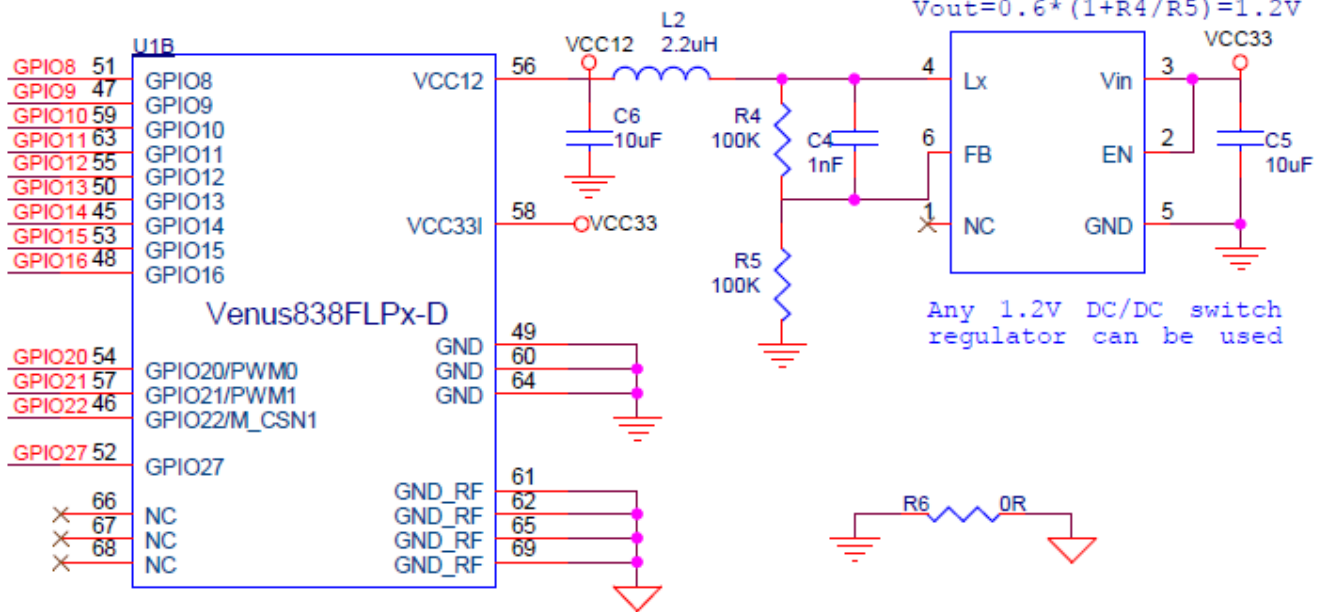 Vout=0.6*(1+R4/R5)=1.2V
L2
2.2uH
VCC12
VCC33
U1B
GPIO8 51 GPIO8
GPIO9 47 GPIO9
GPIO10 59 GPIO10
GPIO11 63 GPIO11
GPIO12 55 GPIO12
GPIO13 50 GPIO13
GPIO14 45 GPIO14
GPIO15 53 GPIO15
GPIO16 48 GPIO16
VCC12 56
C6
10uF
R4
100K
C4
1nF
4 Lx
Vin 3
6 FB
EN 2
C5
10uF
VCC33I 58 VCC33
1 NC
GND 5
R5
100K
Venus838FLPx-D
Any 1.2V DC/DC switch
regulator can be used
GND 49
GND 60
GND 64
GPIO20 54 GPIO20/PWM0
GPIO21 57 GPIO21/PWM1
GPIO22 46 GPIO22/M_CSN1
GPIO27 52 GPIO27
66 NC
67 NC
68 NC
GND_RF 61
GND_RF 62
GND_RF 65
GND_RF 69
R6 0R